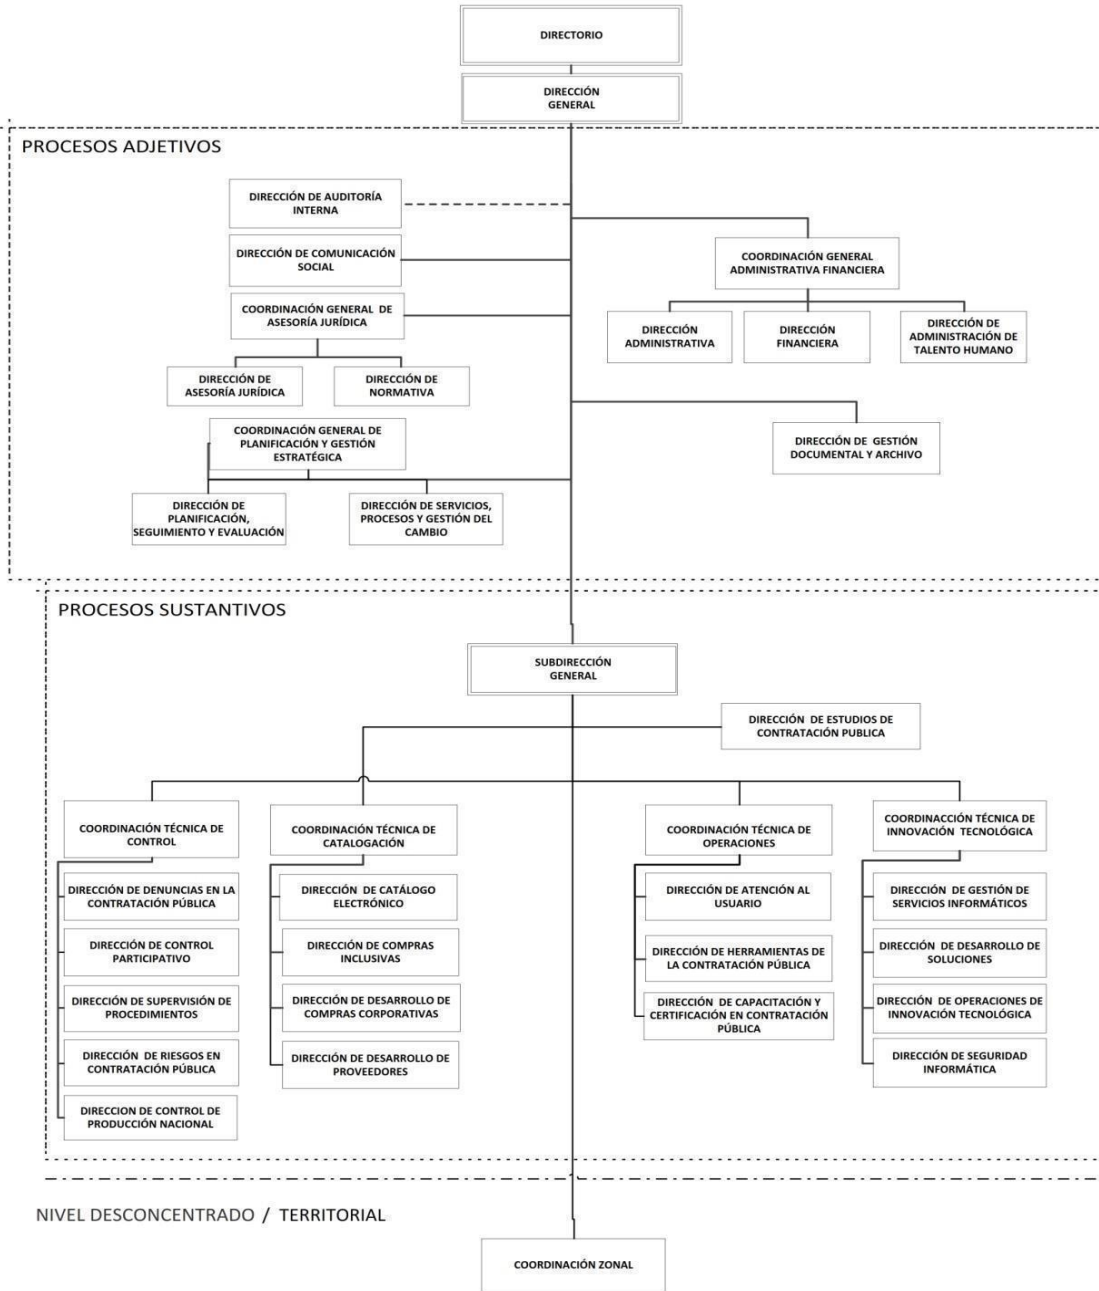 DIRECTORIO
DIRECCIÓN
GENERAL
PROCESOS ADJETIVOS
DIRECCIÓN DE AUDITORÍA
INTERNA
DIRECCIÓN DE COMUNICACIÓN
SOCIAL
COORDINACIÓN GENERAL DE
ASESORÍA JURÍDICA
DIRECCIÓN DE
ASESORÍA JURÍDICA
DIRECCIÓN DE
NORMATIVA
COORDINACIÓN GENERAL DE
PLANIFICACIÓN Y GESTIÓN
ESTRATÉGICA
DIRECCIÓN DE
PLANIFICACIÓN,
SEGUIMIENTO Y EVALUACIÓN
DIRECCIÓN DE SERVICIOS,
PROCESOS Y GESTIÓN DEL
CAMBIO
COORDINACIÓN GENERAL
ADMINISTRATIVA FINANCIERA
DIRECCIÓN
ADMINISTRATIVA
DIRECCIÓN
FINANCIERA
DIRECCIÓN DE
ADMINISTRACIÓN DE
TALENTO HUMANO
DIRECCIÓN DE GESTIÓN
DOCUMENTAL Y ARCHIVO
PROCESOS SUSTANTIVOS
SUBDIRECCIÓN
GENERAL
DIRECCIÓN DE ESTUDIOS DE
CONTRATACIÓN PUBLICA
COORDINACIÓN TÉCNICA DE
CONTROL
DIRECCIÓN DE DENUNCIAS EN LA
CONTRATACIÓN PÚBLICA
DIRECCIÓN DE CONTROL
PARTICIPATIVO
DIRECCIÓN DE SUPERVISIÓN DE
PROCEDIMIENTOS
DIRECCIÓN DE RIESGOS EN
CONTRATACIÓN PÚBLICA
DIRECCION DE CONTROL DE
PRODUCCIÓN NACIONAL
COORDINACIÓN TÉCNICA DE
CATALOGACIÓN
DIRECCIÓN DE CATÁLOGO
ELECTRÓNICO
DIRECCIÓN DE COMPRAS
INCLUSIVAS
DIRECCIÓN DE DESARROLLO DE
COMPRAS CORPORATIVAS
DIRECCIÓN DE DESARROLLO DE
PROVEEDORES
COORDINACIÓN TÉCNICA DE
OPERACIONES
DIRECCIÓN DE ATENCIÓN AL
USUARIO
DIRECCIÓN DE HERRAMIENTAS DE
LA CONTRATACIÓN PÚBLICA
DIRECCIÓN DE CAPACITACIÓN Y
CERTIFICACIÓN EN CONTRATACIÓN
PÚBLICA
COORDINACCIÓN TÉCNICA DE
INNOVACIÓN TECNOLÓGICA
DIRECCIÓN DE GESTIÓN DE
SERVICIOS INFORMÁTICOS
DIRECCIÓN DE DESARROLLO DE
SOLUCIONES
DIRECCIÓN DE OPERACIONES DE
INNOVACIÓN TECNOLÓGICA
DIRECCIÓN DE SEGURIDAD
INFORMÁTICA
NIVEL DESCONCENTRADO / TERRITORIAL
COORDINACIÓN ZONAL